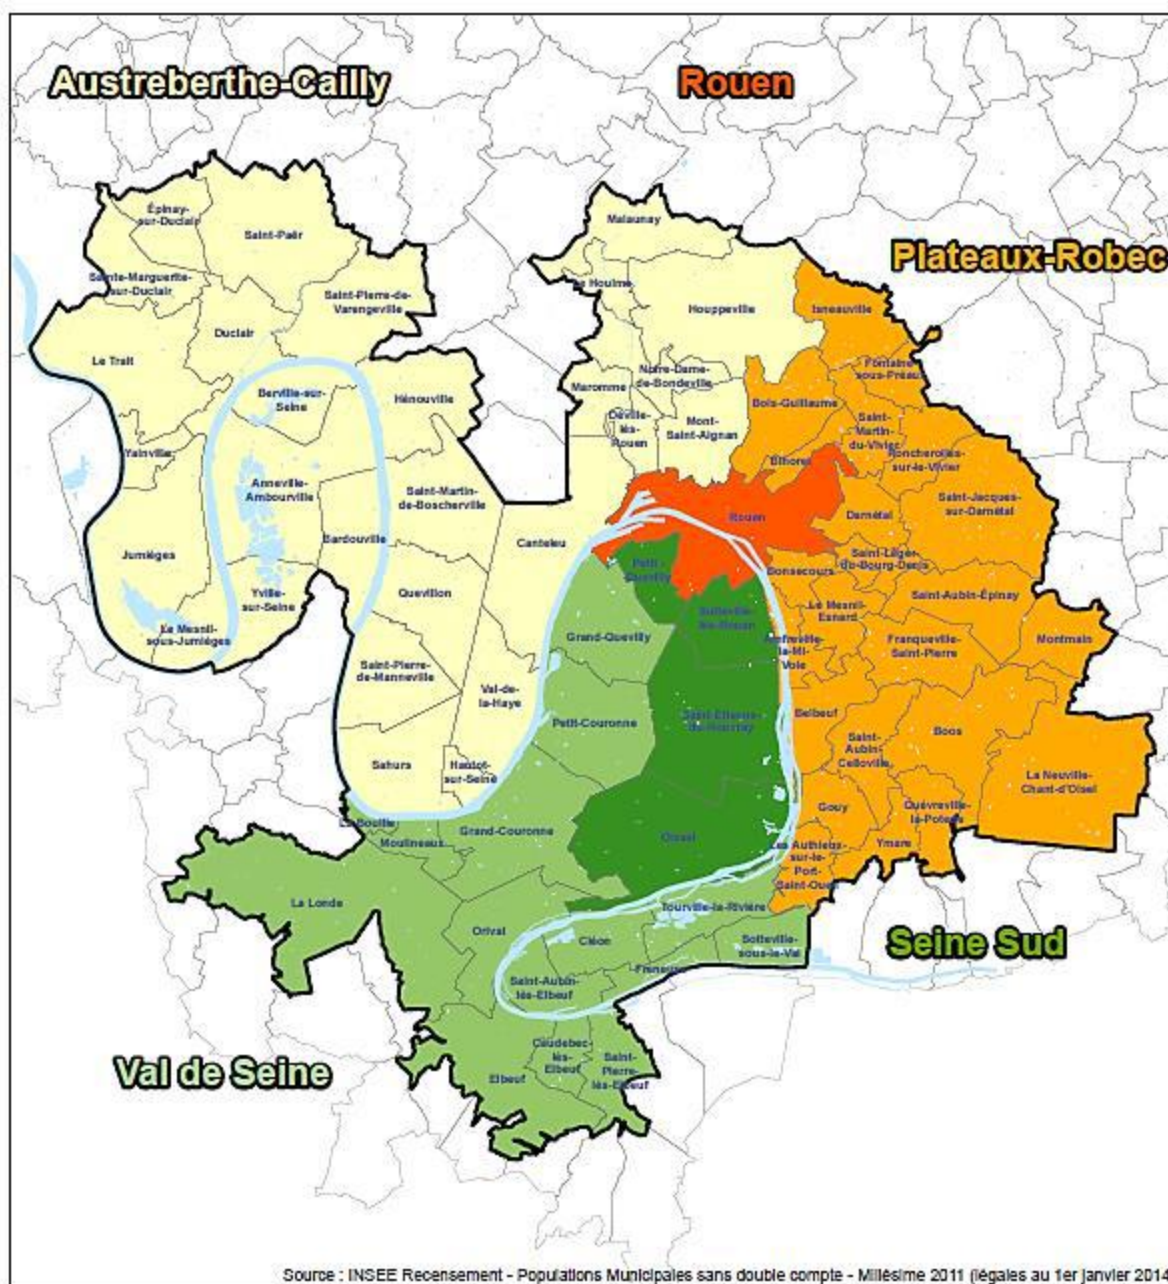 Austreberthe-Cailly
Rouen
Plateaux-Robec
Seine Sud
Val de Seine
Épinay-
sur-Duclair
Saint-Paër
Sainte-Marguerite-
sur-Duclair
Saint-Pierre-de-
Varengeville
Duclair
Le Trait
Berville-sur-
Seine
Hénouville
Yainville
Anneville-
Ambourville
Saint-Martin-
de-Boscherville
Bardouville
Jumièges
Yville-
sur-Seine
Quevillon
Le Mesnil-
sous-Jumièges
Saint-Pierre-
de-Manneville
Val-de-
la-Haye
Sahurs
Hautot-
sur-Seine
Canteleu
Malaunay
Le Houlme
Houppeville
Notre-Dame-
de-Bondeville
Maromme
Déville-
lès-
Rouen
Mont-
Saint-Aignan
Isneauville
Fontaine-
sous-Préaux
Bois-Guillaume
Saint-
Martin-
du-Vivier
Bihorel
Roncherolles-
sur-le-Vivier
Saint-Jacques-
sur-Darnétal
Rouen
Darnétal
Saint-Léger-
du-Bourg-Denis
Bonsecours
Saint-Aubin-Épinay
Le Mesnil-
Esnard
Amfreville-
la-Mi-
Voie
Franqueville-
Saint-Pierre
Montmain
Belbeuf
Boos
Saint-
Aubin-
Celloville
La Neuville-
Chant-d'Oisel
Gouy
Quévreville-
la-Poterie
Ymare
Les Authieux-
sur-le-
Port-
Saint-Ouen
Petit-
Quevilly
Sotteville-
lès-Rouen
Grand-Quevilly
Petit-Couronne
Saint-Etienne-
du-Rouvray
Oissel
La Bouille
Moulineaux
Grand-Couronne
La Londe
Orival
Tourville-la-Rivière
Cléon
Sotteville-
sous-le-Val
Freneuse
Saint-Aubin-
lès-Elbeuf
Caudebec-
lès-
Elbeuf
Elbeuf
Saint-
Pierre-
lès-Elbeuf
Source : INSEE Recensement - Populations Municipales sans double compte - Millésime 2011 (légales au 1er janvier 2014